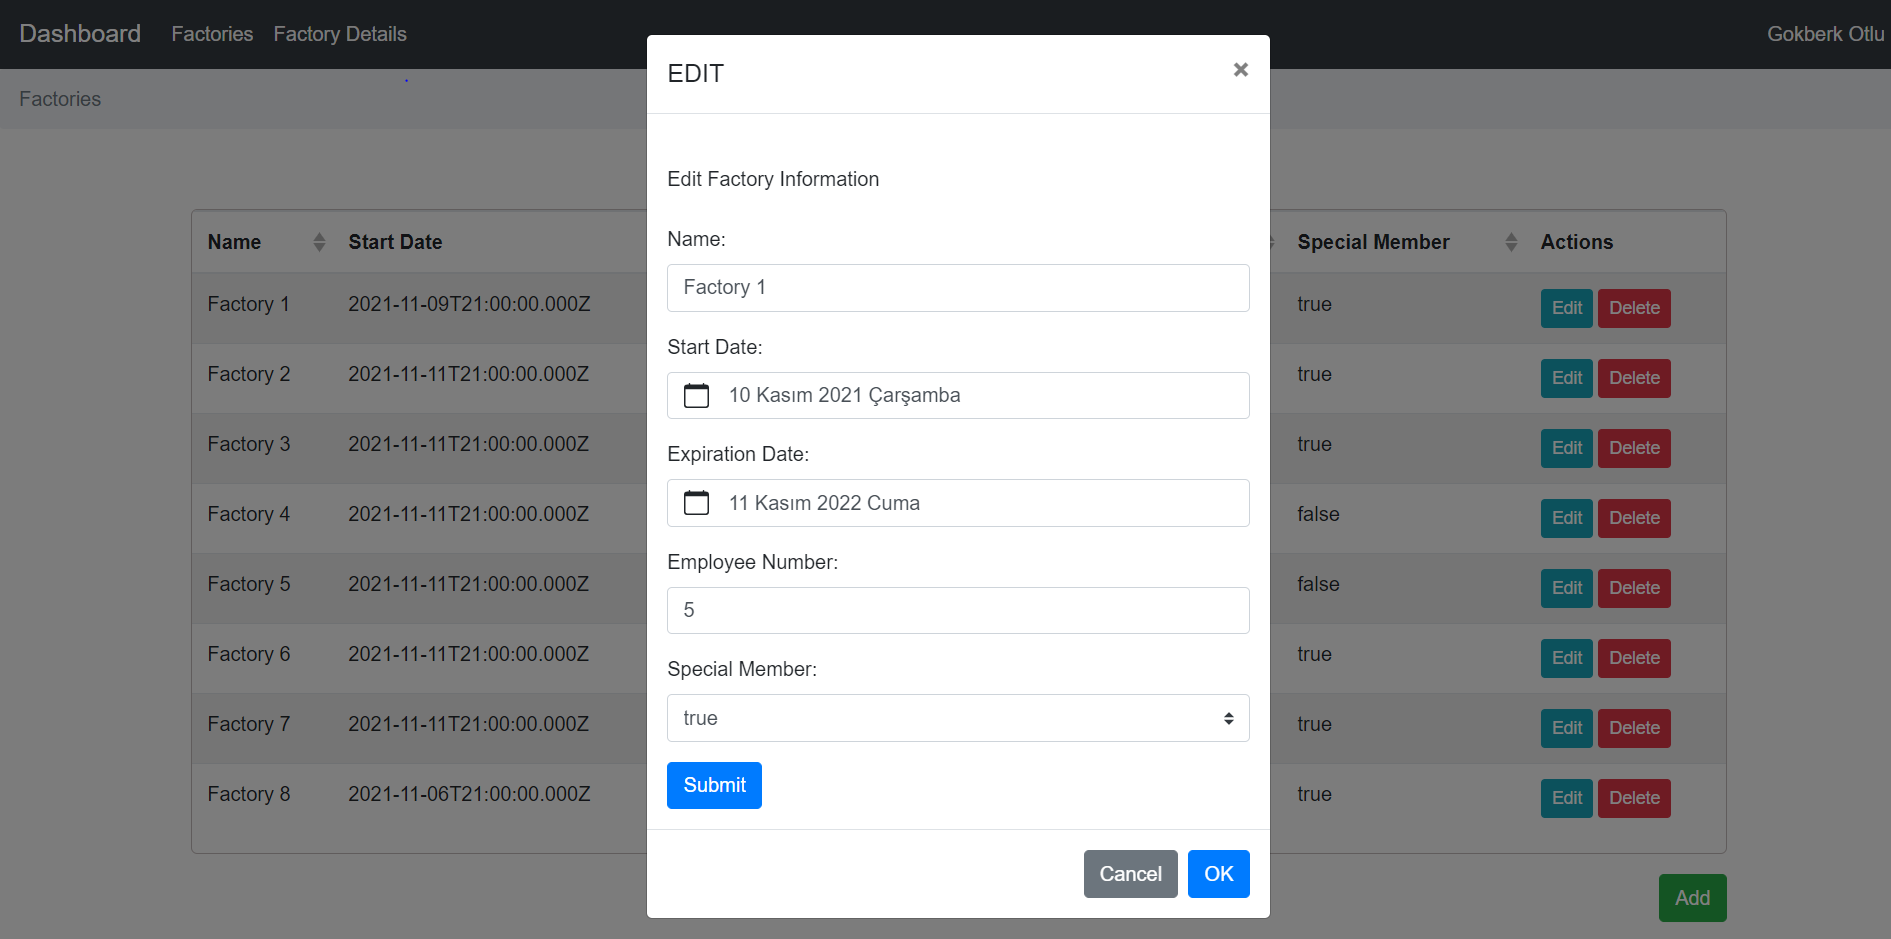 Dashboard Factories Factory Details Gokberk Otlu
Factories
EDIT ×
Edit Factory Information
Name:
Factory 1
Start Date:
10 Kasım 2021 Çarşamba
Expiration Date:
11 Kasım 2022 Cuma
Employee Number:
5
Special Member:
true
Submit
Cancel OK
Name Start Date Special Member Actions
Factory 1 2021-11-09T21:00:00.000Z true Edit Delete
Factory 2 2021-11-11T21:00:00.000Z true Edit Delete
Factory 3 2021-11-11T21:00:00.000Z true Edit Delete
Factory 4 2021-11-11T21:00:00.000Z false Edit Delete
Factory 5 2021-11-11T21:00:00.000Z false Edit Delete
Factory 6 2021-11-11T21:00:00.000Z true Edit Delete
Factory 7 2021-11-11T21:00:00.000Z true Edit Delete
Factory 8 2021-11-06T21:00:00.000Z true Edit Delete
Add